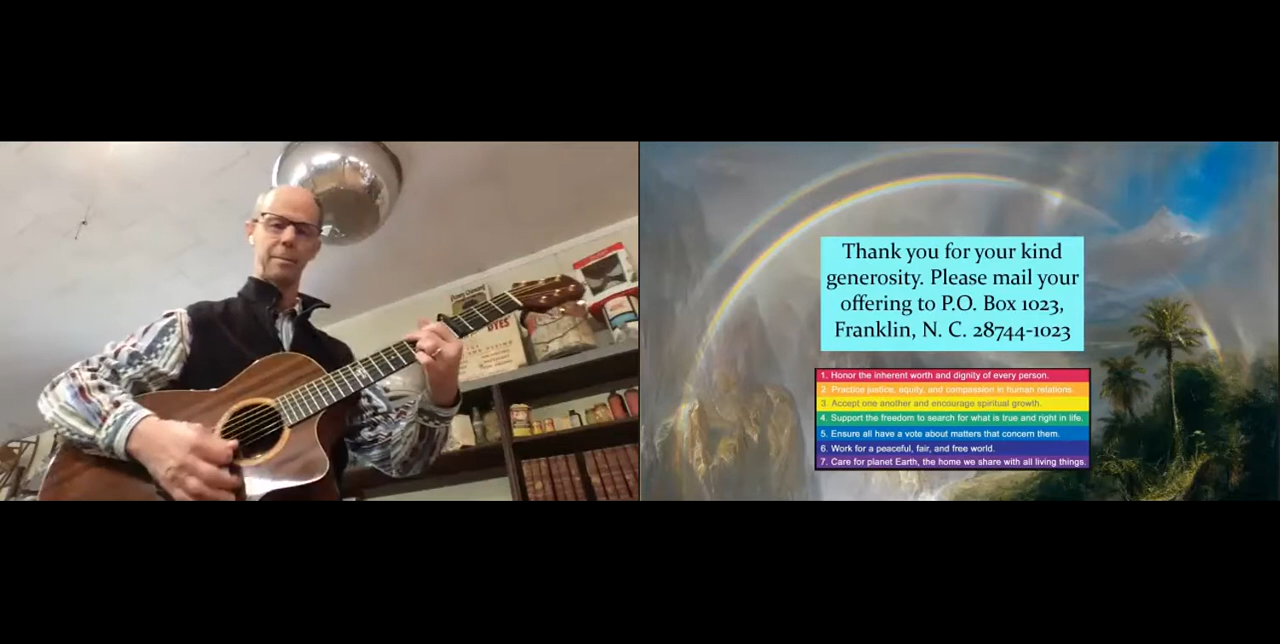 DYES
Thank you for your kind
generosity. Please mail your
offering to P.O. Box 1023,
Franklin, N. C. 28744-1023
1. Honor the inherent worth and dignity of every person.
2. Practice justice, equity, and compassion in human relations.
3. Accept one another and encourage spiritual growth.
4. Support the freedom to search for what is true and right in life.
5. Ensure all have a vote about matters that concern them.
6. Work for a peaceful, fair, and free world.
7. Care for planet Earth, the home we share with all living things.